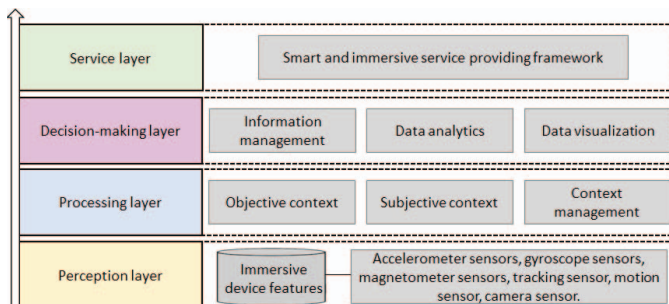 Service layer
Smart and immersive service providing framework
Decision-making layer
Information
management
Data analytics
Data visualization
Processing layer
Objective context
Subjective context
Context
management
Perception layer
Immersive
device features
Accelerometer sensors, gyroscope sensors,
magnetometer sensors, tracking sensor, motion
sensor, camera sensor.